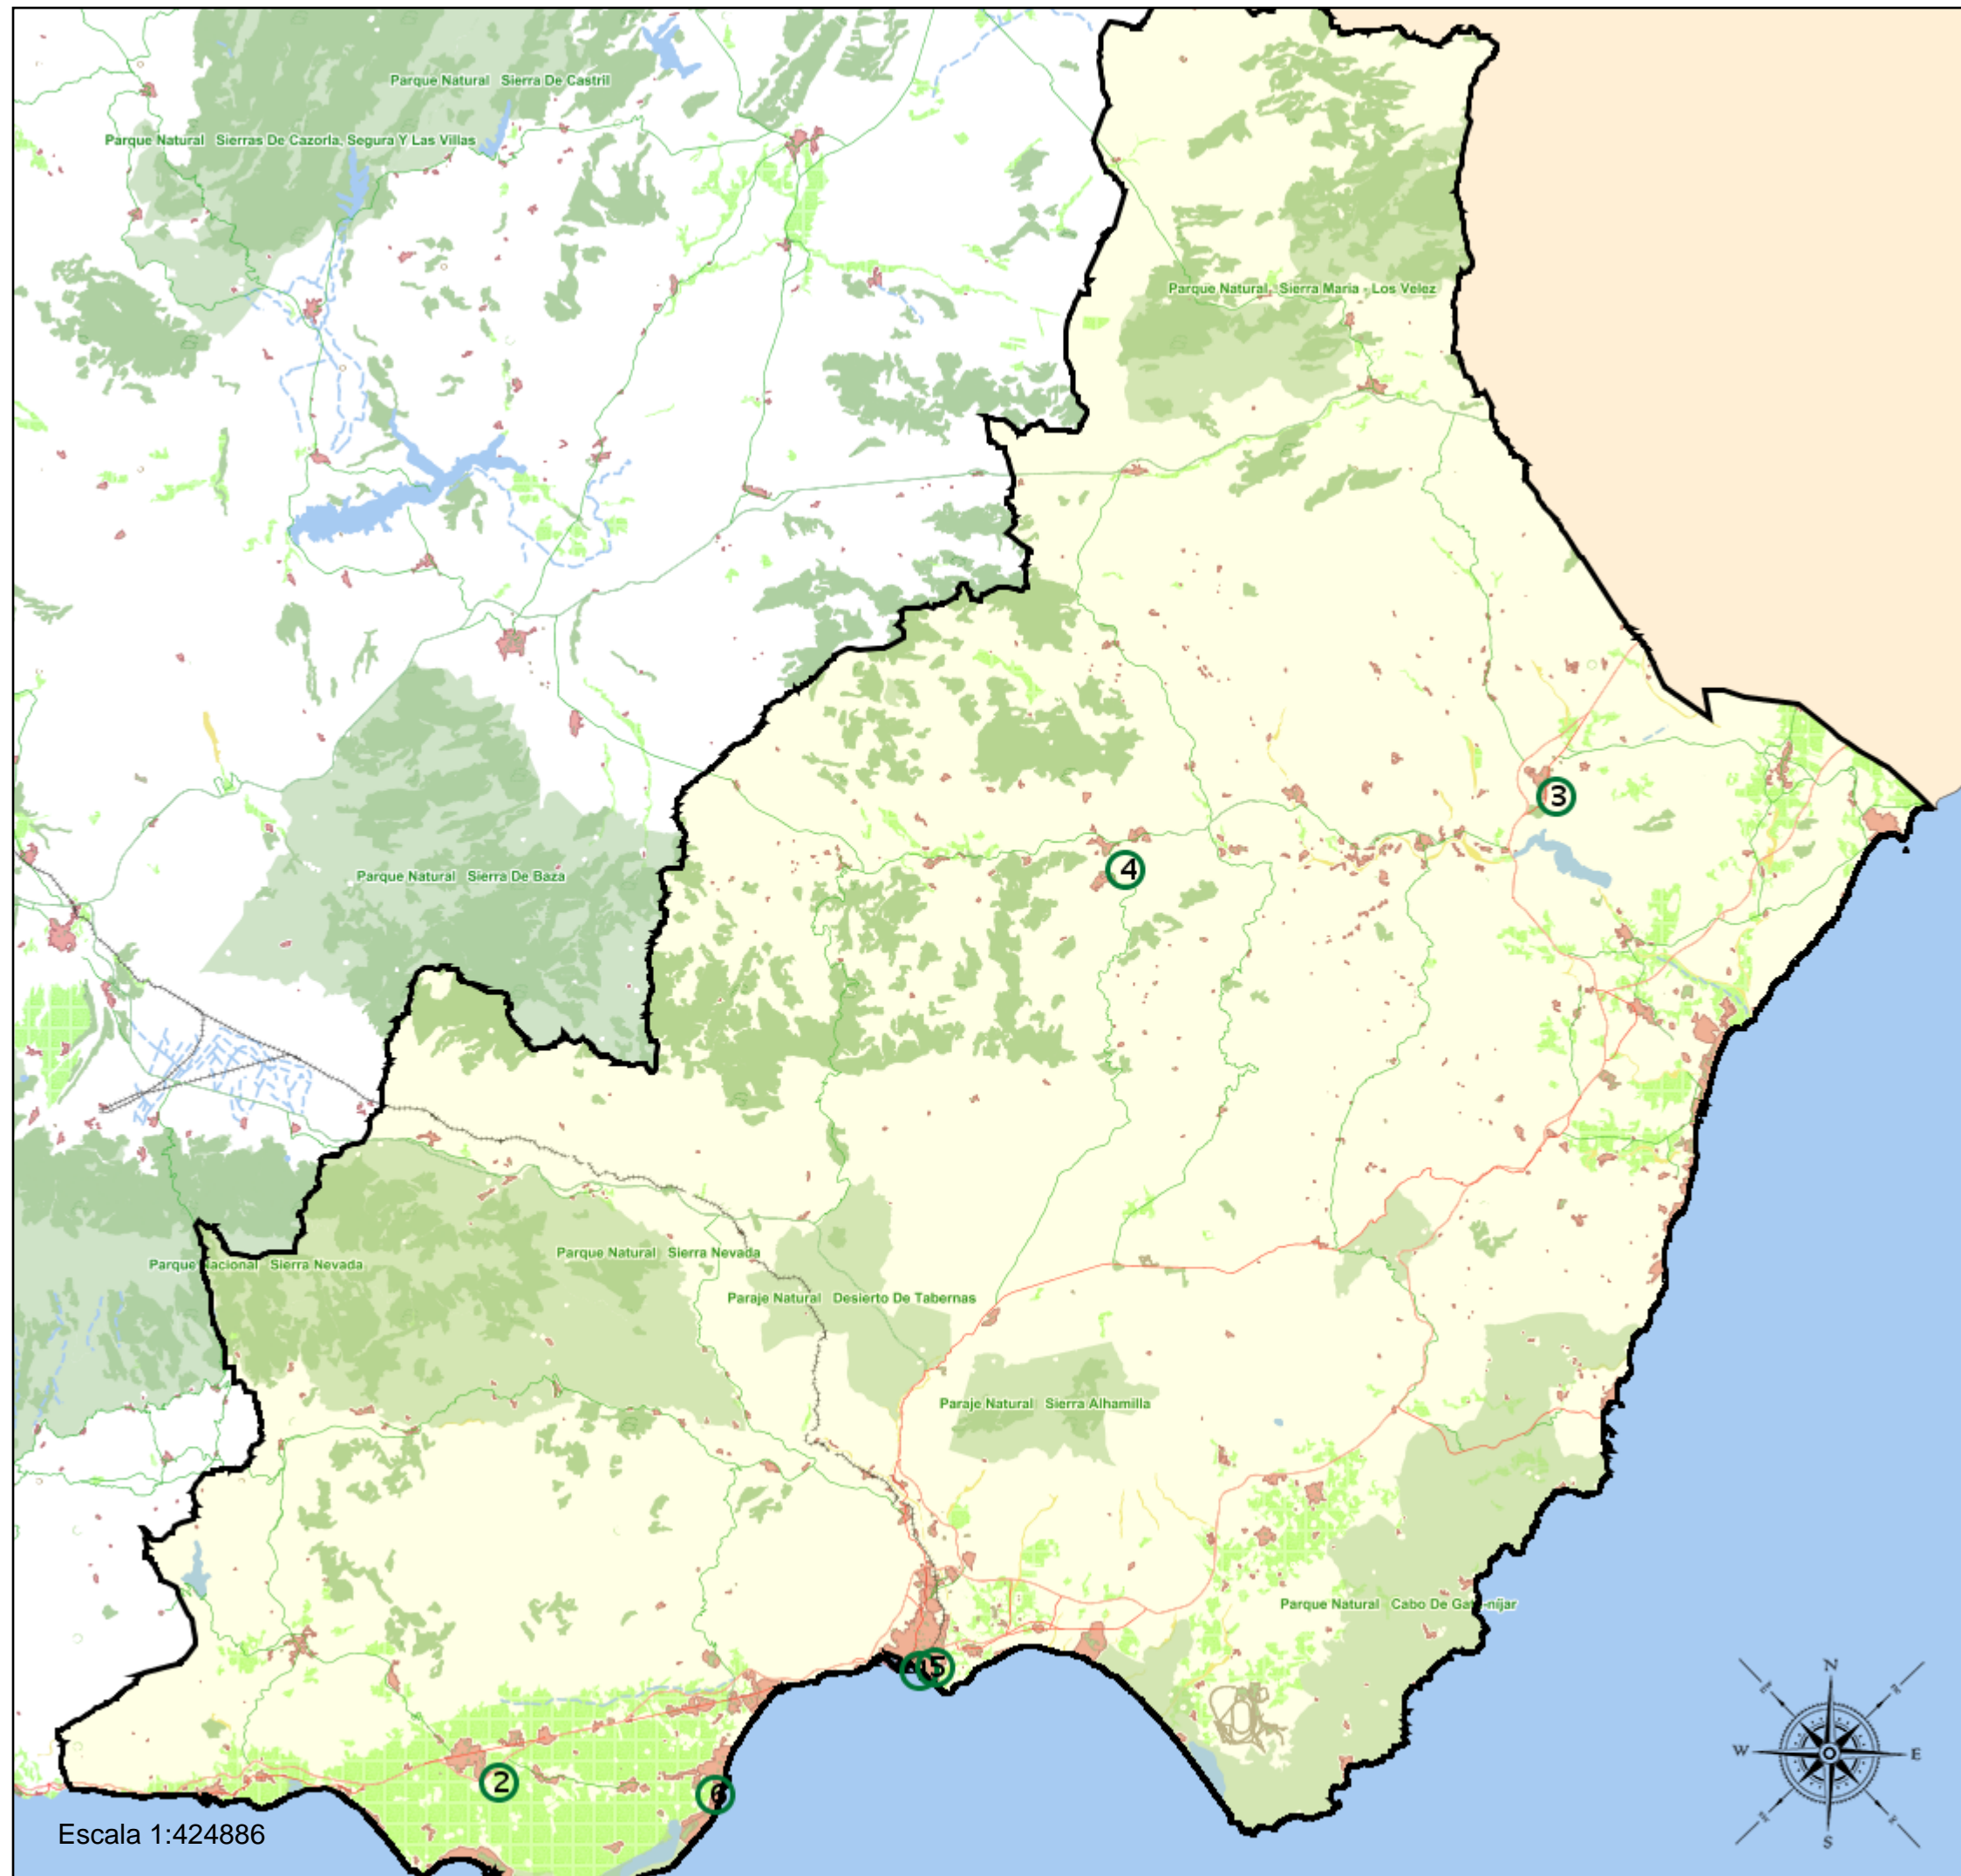 Parque Natural Sierra De Castril
Parque Natural Sierras De Cazorla, Segura Y Las Villas
Parque Natural Sierra Maria - Los Velez
3
4
Parque Natural Sierra De Baza
Parque Natural Sierra Nevada
Parque Nacional Sierra Nevada
Paraje Natural Desierto De Tabernas
Paraje Natural Sierra Alhamilla
Parque Natural Cabo De Gata-níjar
5
N
W
E
S
2
6
Escala 1:424886